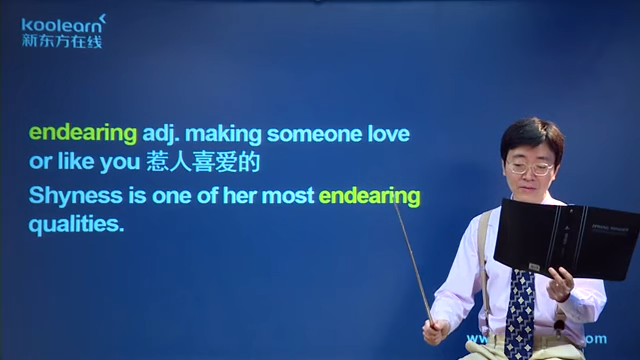 koolearn
新东方在线
endearing adj. making someone love
or like you 惹人喜爱的
Shyness is one of her most endearing
qualities.